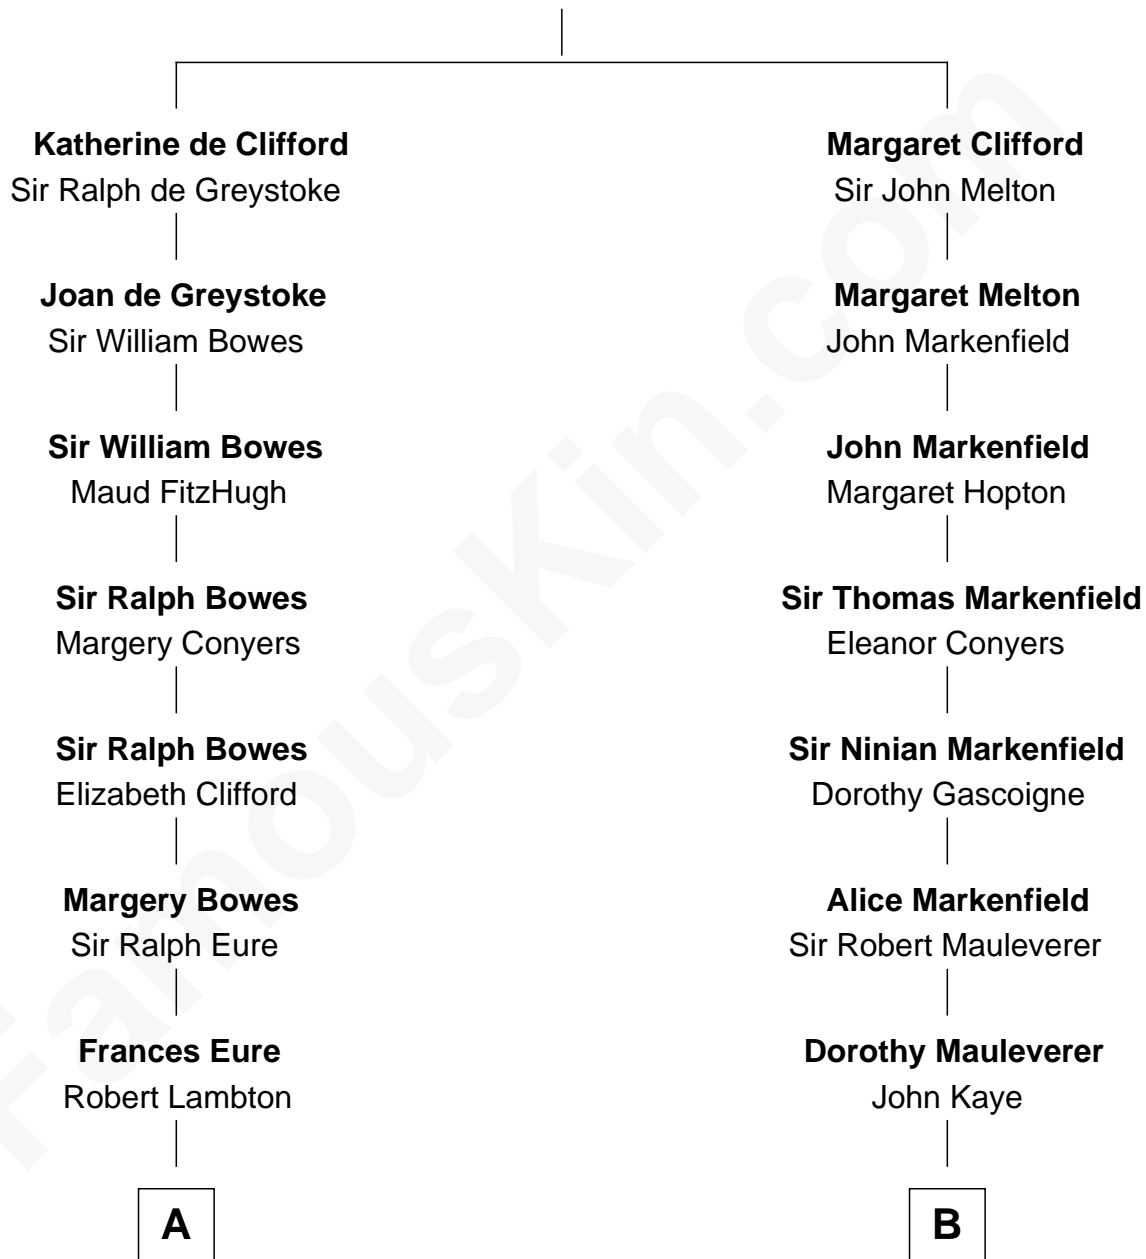 Katherine de Clifford
Sir Ralph de Greystoke
Joan de Greystoke
Sir William Bowes
Sir William Bowes
Maud FitzHugh
Sir Ralph Bowes
Margery Conyers
Sir Ralph Bowes
Elizabeth Clifford
Margery Bowes
Sir Ralph Eure
Frances Eure
Robert Lambton
A
Margaret Clifford
Sir John Melton
Margaret Melton
John Markenfield
John Markenfield
Margaret Hopton
Sir Thomas Markenfield
Eleanor Conyers
Sir Ninian Markenfield
Dorothy Gascoigne
Alice Markenfield
Sir Robert Mauleverer
Dorothy Mauleverer
John Kaye
B
FamousKin.com